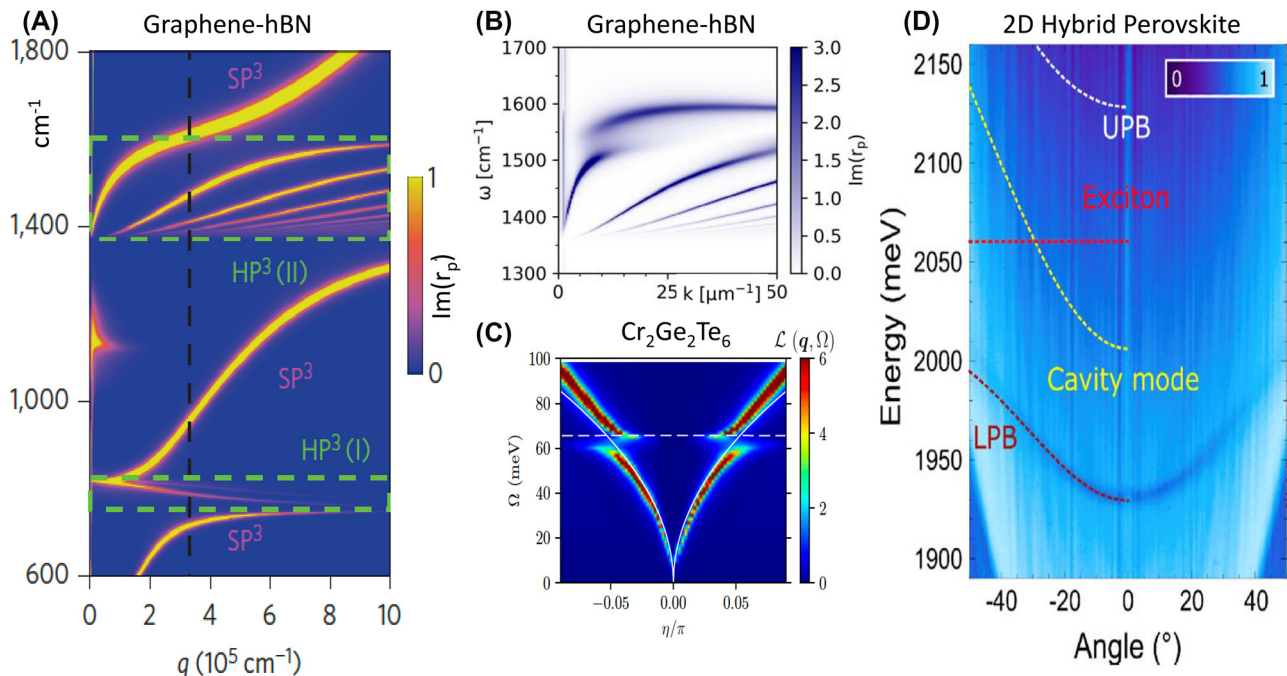 (A) Graphene-hBN
1,800
cm⁻¹
1,400
1,000
600
SP³
HP³ (II)
SP³
HP³ (I)
SP³
0 2 4 6 8 10
q (10⁵ cm⁻¹)
1
0
Im(rₚ)
(B) Graphene-hBN
1700
1600
1500
1400
1300
ω [cm⁻¹]
0 25 k [μm⁻¹] 50
3.0
2.5
2.0
1.5
1.0
0.5
0.0
Im(rₚ)
(C) Cr₂Ge₂Te₆
ℒ (q, Ω)
100
80
60
40
20
0
Ω (meV)
−0.05 0.00 0.05
η/π
6
4
2
0
(D) 2D Hybrid Perovskite
2150
2100
2050
2000
1950
1900
Energy (meV)
0 1
UPB
Exciton
Cavity mode
LPB
-40 -20 0 20 40
Angle (°)